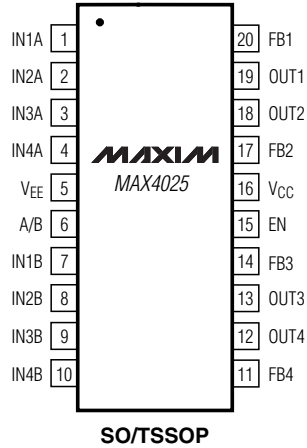 IN1A 1 20 FB1
IN2A 2 19 OUT1
IN3A 3 18 OUT2
IN4A 4 MAXIM 17 FB2
VEE 5 MAX4025 16 VCC
A/B 6 15 EN
IN1B 7 14 FB3
IN2B 8 13 OUT3
IN3B 9 12 OUT4
IN4B 10 11 FB4
SO/TSSOP